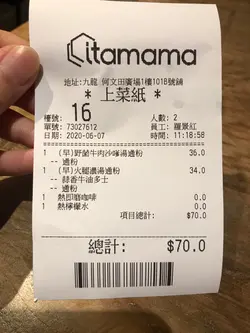 itamama
地址:九龍 何文田廣場1樓101B號舖
* 上菜紙 *
檯號: 16
人數: 2
單號: 73027612
員工: 羅景紅
日期: 2020-06-07
時間: 11:18:58
1 (早)野菌牛肉沙嗲湯通粉 36.0
-- 通粉
1 (早)火腿濃湯通粉 34.0
-- 蒜香牛油多士
-- 通粉
1 熱即磨咖啡 0.0
1 熱檸檬水 0.0
項目總計: $70.0
總計: $70.0